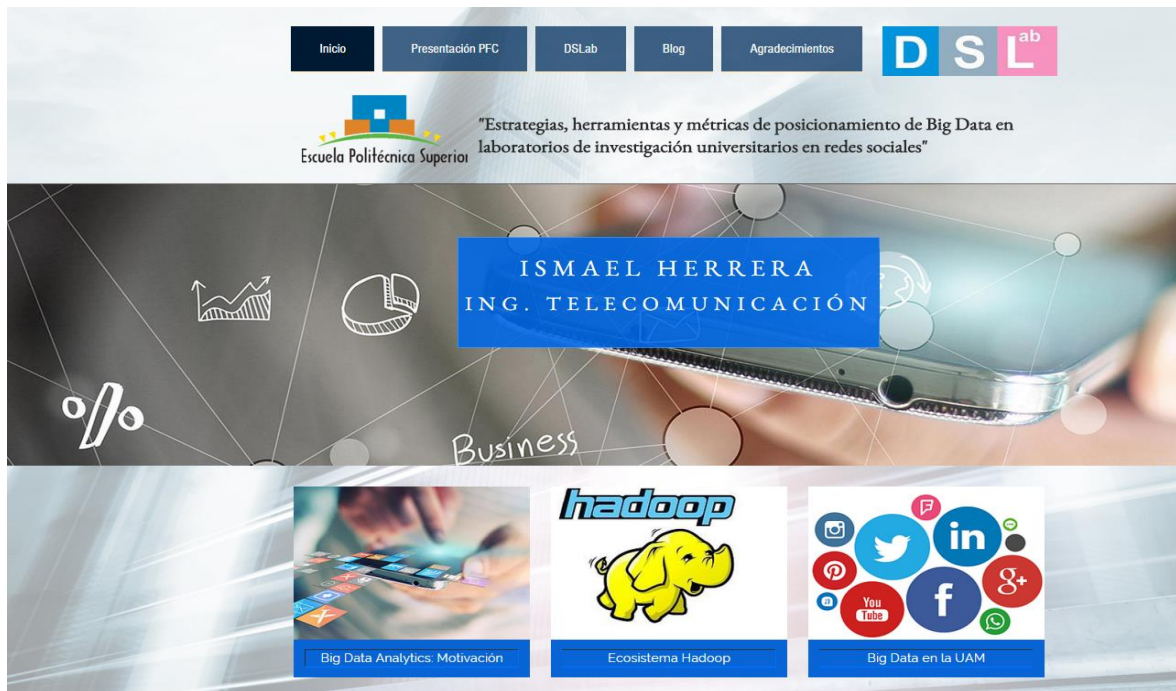 Inicio
Presentación PFC
DSLab
Blog
Agradecimientos
D S L ab
Escuela Politécnica Superior
"Estrategias, herramientas y métricas de posicionamiento de Big Data en
laboratorios de investigación universitarios en redes sociales"
ISMAEL HERRERA
ING. TELECOMUNICACIÓN
%
Business
hadoop
in
g+
You
Tube
f
Big Data Analytics: Motivación
Ecosistema Hadoop
Big Data en la UAM